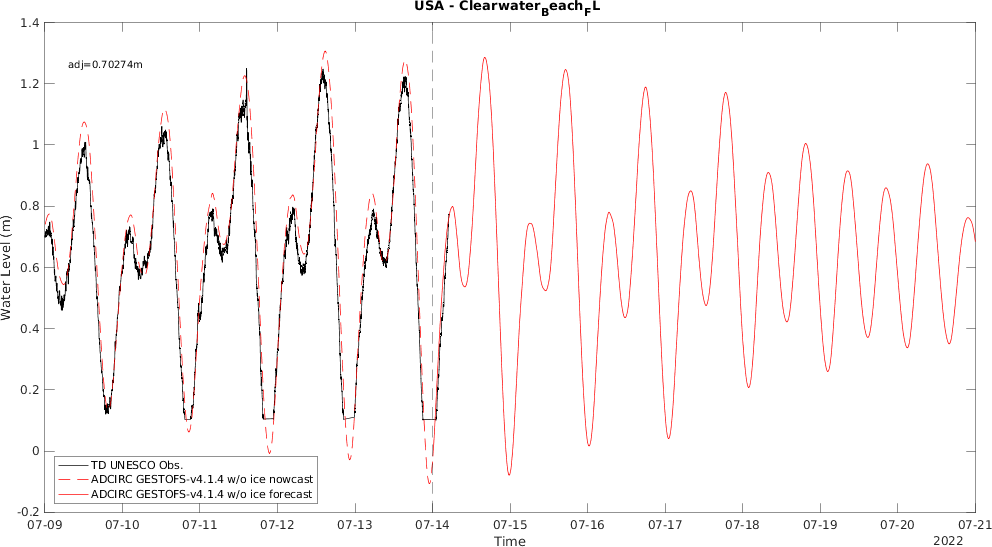 USA - Clearwater_Beach_FL
adj=0.70274m
Water Level (m)
1.4
1.2
1
0.8
0.6
0.4
0.2
0
-0.2
TD UNESCO Obs.
ADCIRC GESTOFS-v4.1.4 w/o ice nowcast
ADCIRC GESTOFS-v4.1.4 w/o ice forecast
07-09 07-10 07-11 07-12 07-13 07-14 07-15 07-16 07-17 07-18 07-19 07-20 07-21
Time
2022